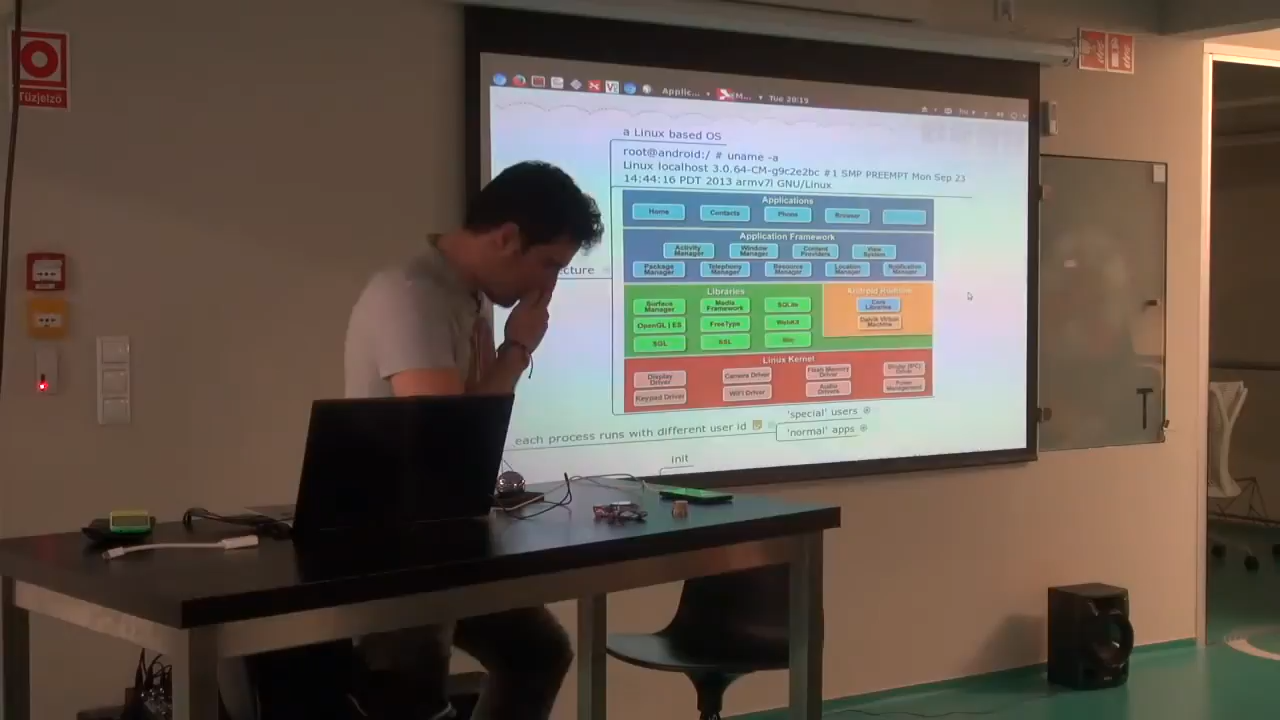 Tűzjelző
Applic...
M...
Tue 20:15
a Linux based OS
root@android:/ # uname -a
Linux localhost 3.0.64-CM-g9c2e2bc #1 SMP PREEMPT Mon Sep 23
14:44:16 PDT 2013 armv7l GNU/Linux
Applications
Home
Contacts
Phone
Browser
Application Framework
Activity
Manager
Window
Manager
Content
Providers
View
System
ecture
Package
Manager
Telephony
Manager
Resource
Manager
Location
Manager
Notification
Manager
Libraries
Android Runtime
Surface
Manager
Media
Framework
SQLite
Core
Libraries
OpenGL | ES
FreeType
WebKit
Dalvik Virtual
Machine
SGL
SSL
libc
Linux Kernel
Display
Driver
Camera Driver
Flash Memory
Driver
Binder (IPC)
Driver
Keypad Driver
WiFi Driver
Audio
Drivers
Power
Management
'special' users
each process runs with different user id
'normal' apps
init